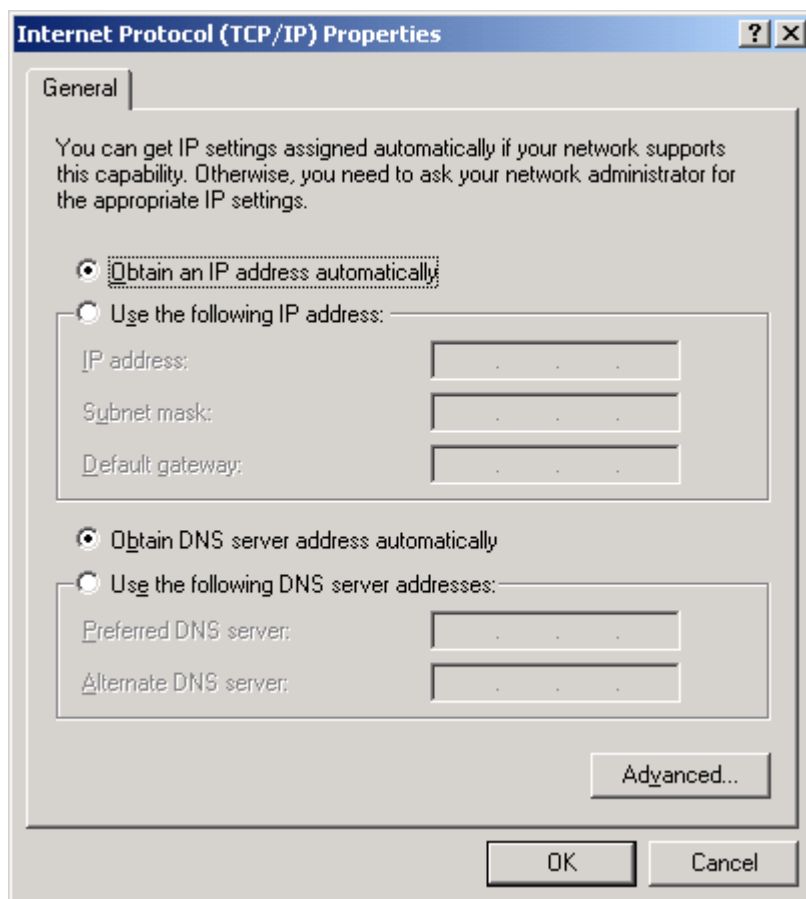 Internet Protocol (TCP/IP) Properties
General
You can get IP settings assigned automatically if your network supports
this capability. Otherwise, you need to ask your network administrator for
the appropriate IP settings.
Obtain an IP address automatically
Use the following IP address:
IP address:
Subnet mask:
Default gateway:
Obtain DNS server address automatically
Use the following DNS server addresses:
Preferred DNS server:
Alternate DNS server:
Advanced...
OK
Cancel